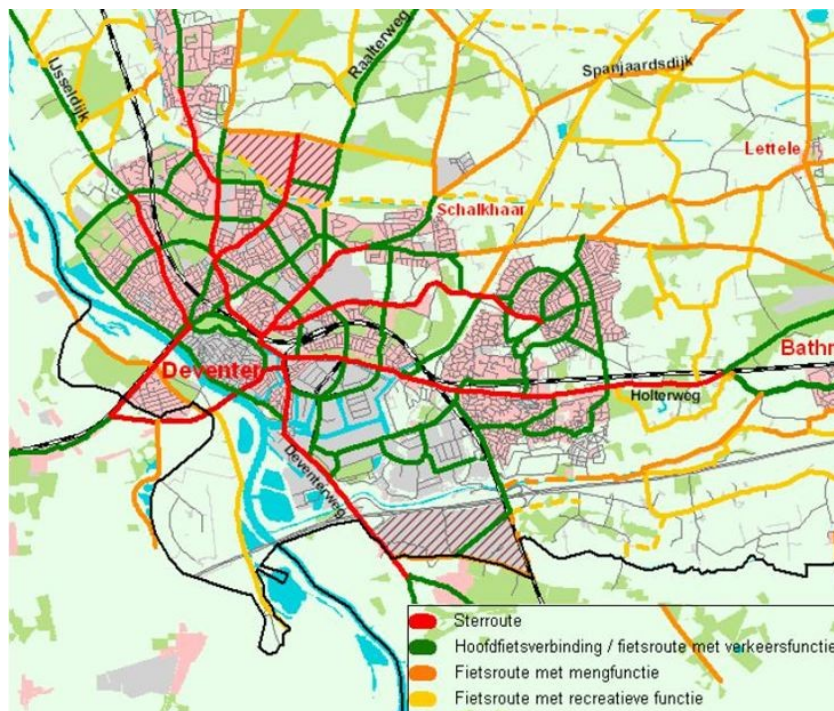 IJsseldijk
Raalterweg
Spanjaardsdijk
Lettele
Schalkhaar
Deventer
Bathr
Holterweg
Deventerweg
Sterroute
Hoofdfietsverbinding / fietsroute met verkeersfunctie
Fietsroute met mengfunctie
Fietsroute met recreatieve functie